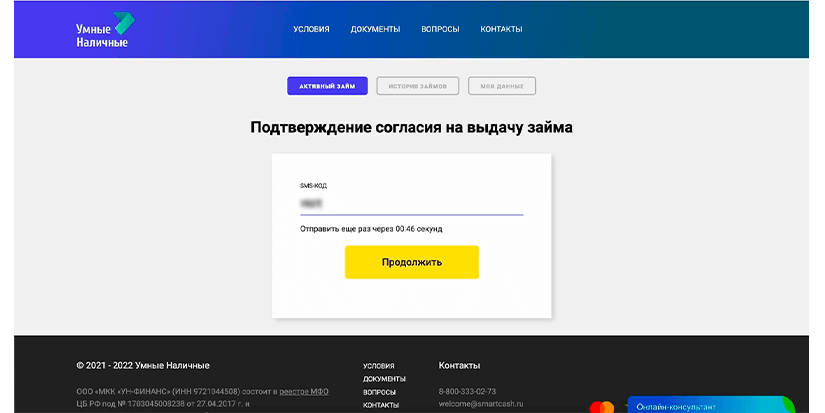 Умные
Наличные
УСЛОВИЯ ДОКУМЕНТЫ ВОПРОСЫ КОНТАКТЫ
АКТИВНЫЙ ЗАЙМ ИСТОРИЯ ЗАЙМОВ МОИ ДАННЫЕ
Подтверждение согласия на выдачу займа
SMS-КОД
Отправить еще раз через 00:46 секунд
Продолжить
© 2021 - 2022 Умные Наличные
ООО «МКК «УН-ФИНАНС» (ИНН 9721044508) состоит в реестре МФО
ЦБ РФ под № 1703045008238 от 27.04.2017 г. и
УСЛОВИЯ
ДОКУМЕНТЫ
ВОПРОСЫ
КОНТАКТЫ
Контакты
8-800-333-02-73
welcome@smartcash.ru
Онлайн-консультант